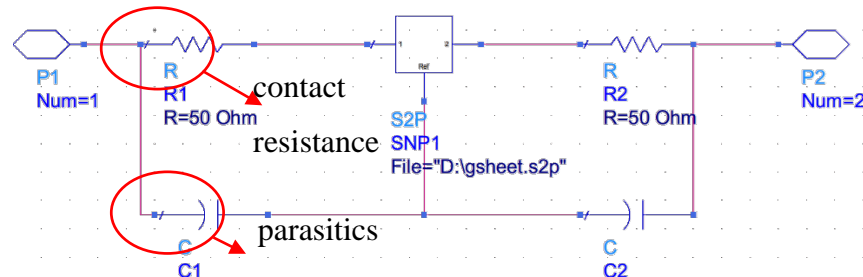 P1
Num=1
R
R1
R=50 Ohm
contact
resistance
1
2
Ref
S2P
SNP1
File="D:\gsheet.s2p"
R
R2
R=50 Ohm
P2
Num=2
C
C1
parasitics
C
C2